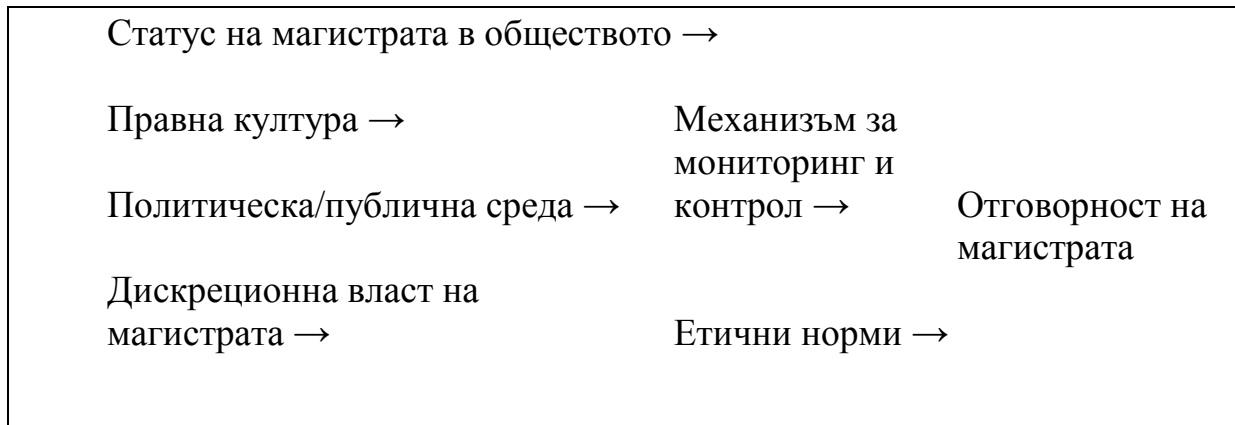 Статус на магистрата в обществото →
Правна култура →
Политическа/публична среда →
Дискреционна власт на
магистрата →
Механизъм за
мониторинг и
контрол →
Етични норми →
Отговорност на
магистрата